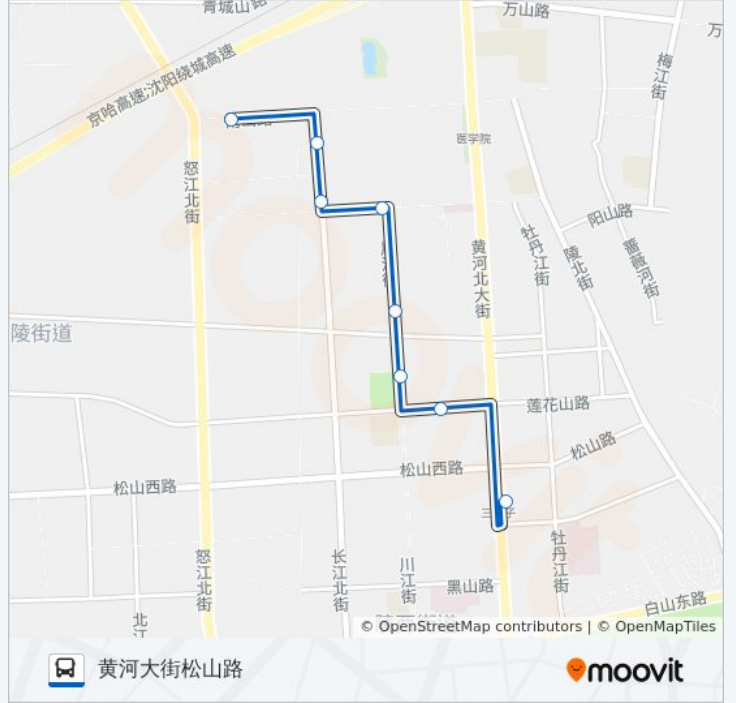 青城山路
万山路
万
京哈高速;沈阳绕城高速
梅江街
医学院
怒江北街
阳山路
牡丹江街
陵北街
蔷薇河街
黄河北大街
陵街道
莲花山路
松山路
松山西路
松山西路
怒江北街
长江北街
川江街
牡丹江街
黑山路
白山东路
北江
© OpenStreetMap contributors | © OpenMapTiles
黄河大街松山路
moovit